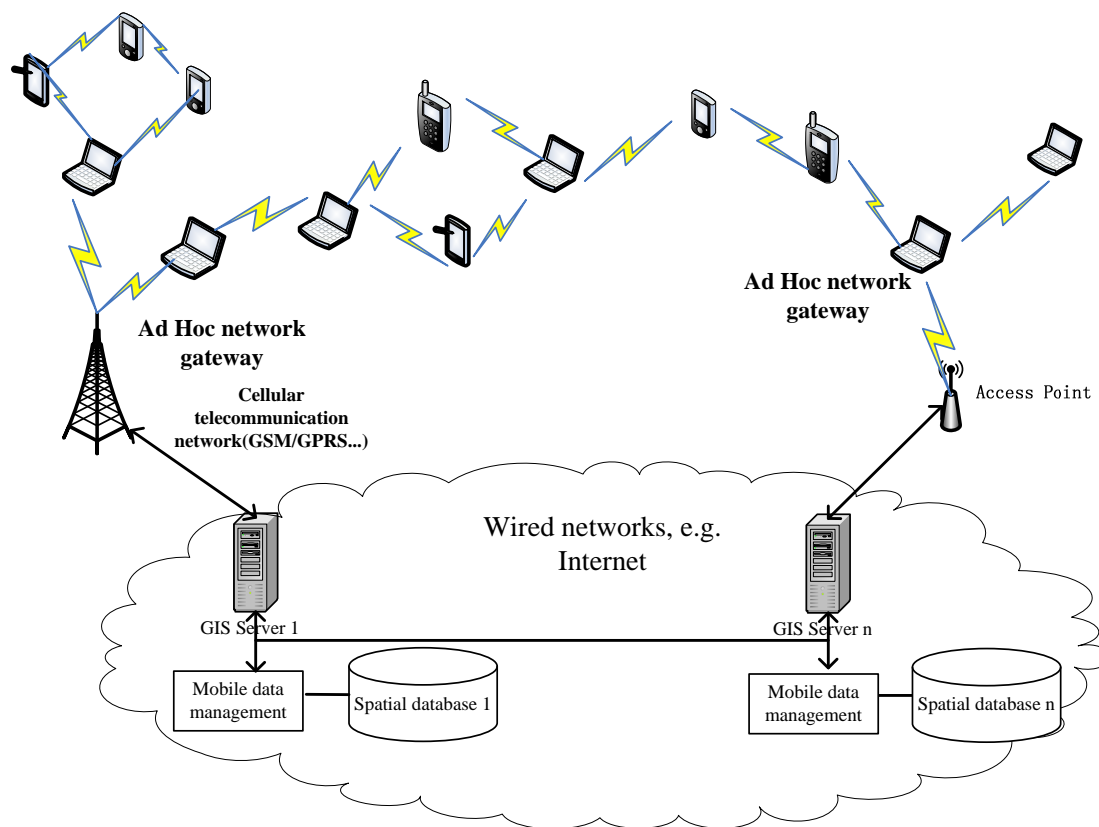 Ad Hoc network
gateway
Ad Hoc network
gateway
Cellular
telecommunication
network(GSM/GPRS...)
Access Point
Wired networks, e.g.
Internet
GIS Server 1
GIS Server n
Mobile data
management
Spatial database 1
Mobile data
management
Spatial database n